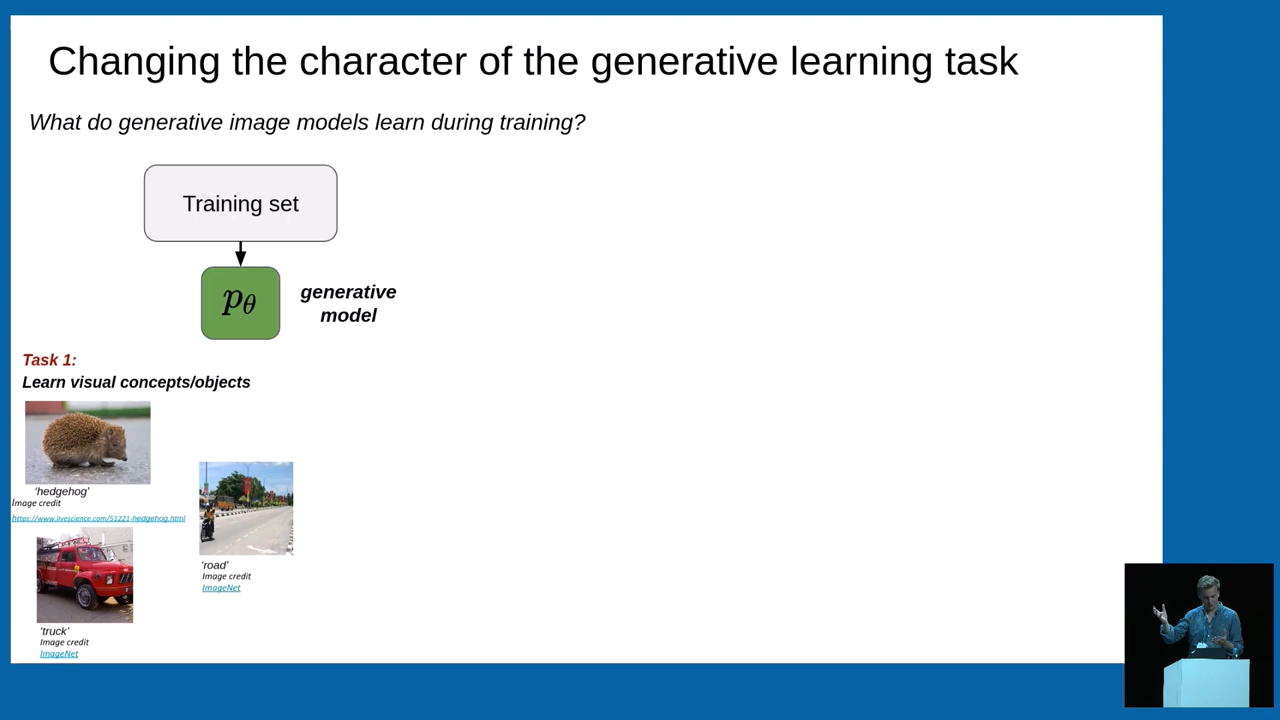 Changing the character of the generative learning task
What do generative image models learn during training?
Training set
pθ
generative
model
Task 1:
Learn visual concepts/objects
‘hedgehog’
Image credit
https://www.livescience.com/51221-hedgehog.html
‘road’
Image credit
ImageNet
‘truck’
Image credit
ImageNet